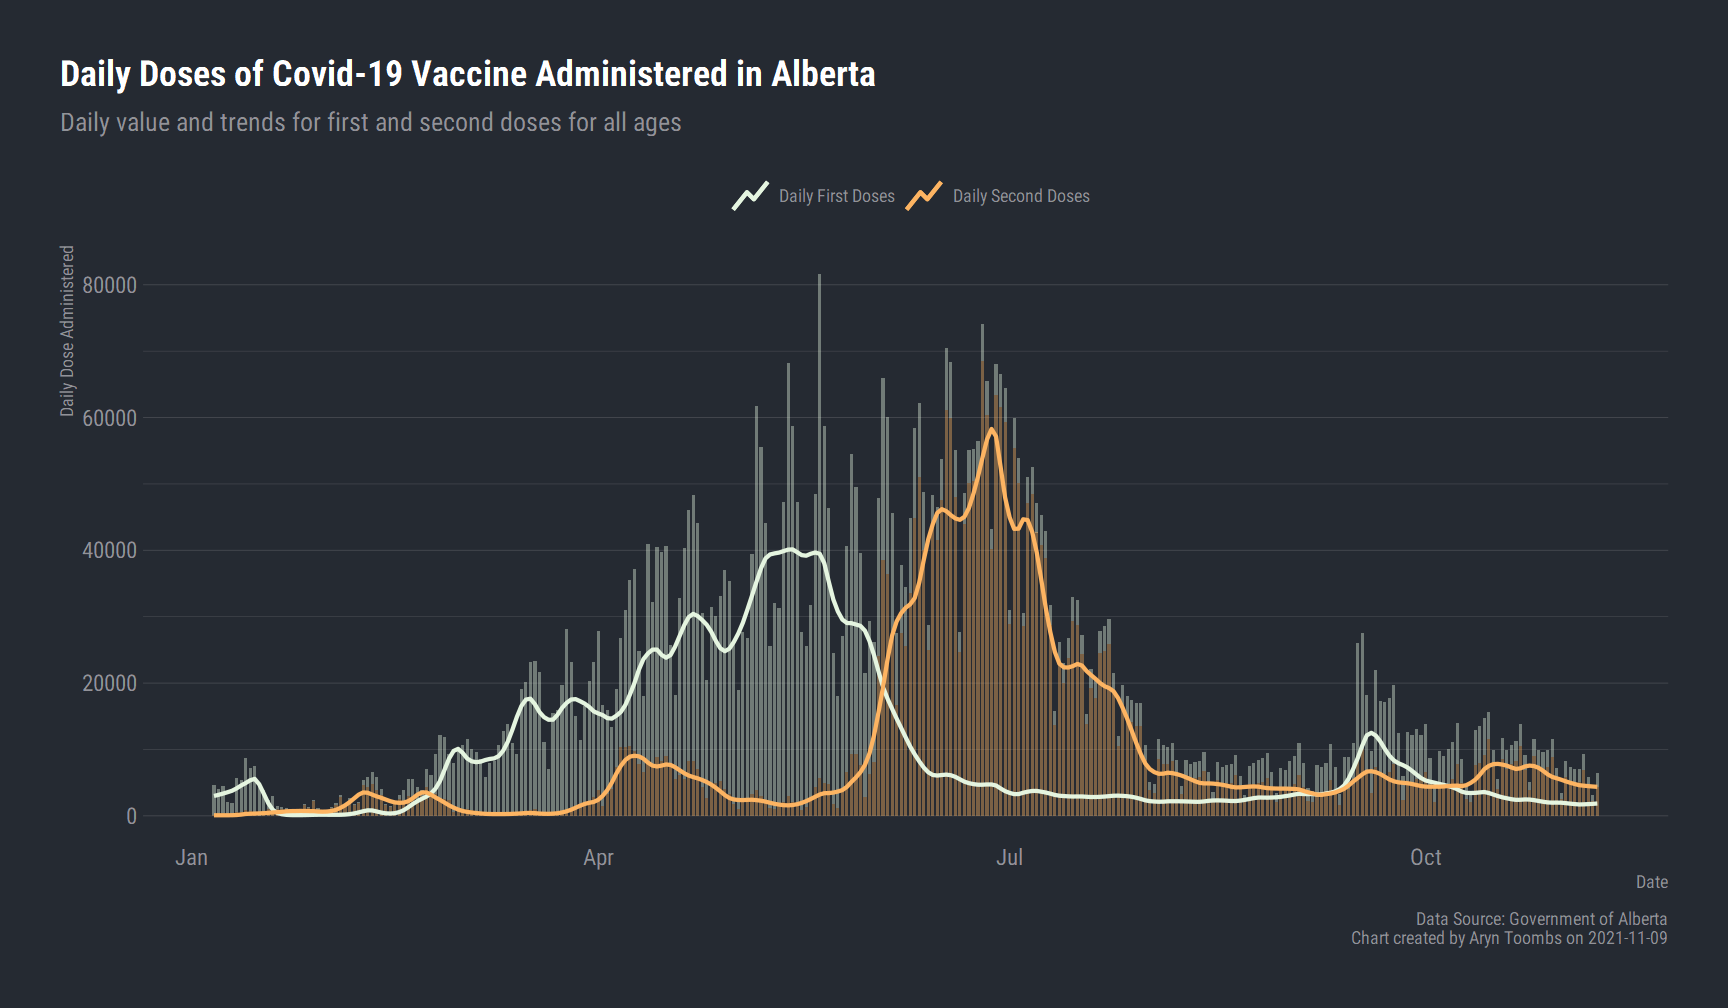 Daily Doses of Covid-19 Vaccine Administered in Alberta
Daily value and trends for first and second doses for all ages
Daily First Doses
Daily Second Doses
Daily Dose Administered
80000
60000
40000
20000
0
Jan
Apr
Jul
Oct
Date
Data Source: Government of Alberta
Chart created by Aryn Toombs on 2021-11-09